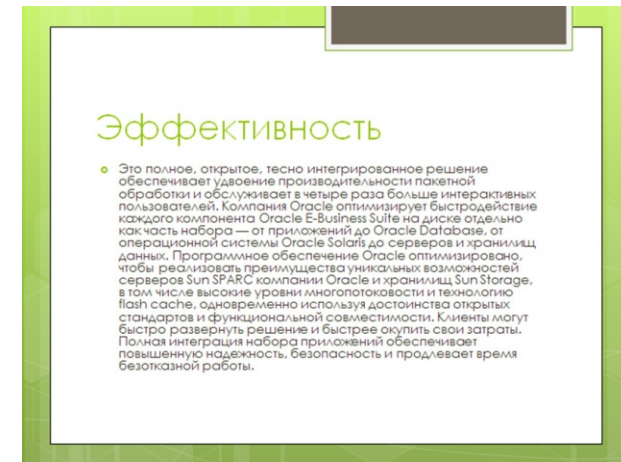 Эффективность
Это полное, открытое, тесно интегрированное решение
обеспечивает удвоение производительности пакетной
обработки и обслуживает в четыре раза больше интерактивных
пользователей. Компания Oracle оптимизирует быстродействие
каждого компонента Oracle E-Business Suite на диске отдельно
как часть набора — от приложений до Oracle Database, от
операционной системы Oracle Solaris до серверов и хранилищ
данных. Программное обеспечение Oracle оптимизировано,
чтобы реализовать преимущества уникальных возможностей
серверов Sun SPARC компании Oracle и хранилищ Sun Storage,
в том числе высокие уровни многопотоковости и технологию
flash cache, одновременно используя достоинства открытых
стандартов и функциональной совместимости. Клиенты могут
быстро развернуть решение и быстрее окупить свои затраты.
Полная интеграция набора приложений обеспечивает
повышенную надежность, безопасность и продлевает время
безотказной работы.